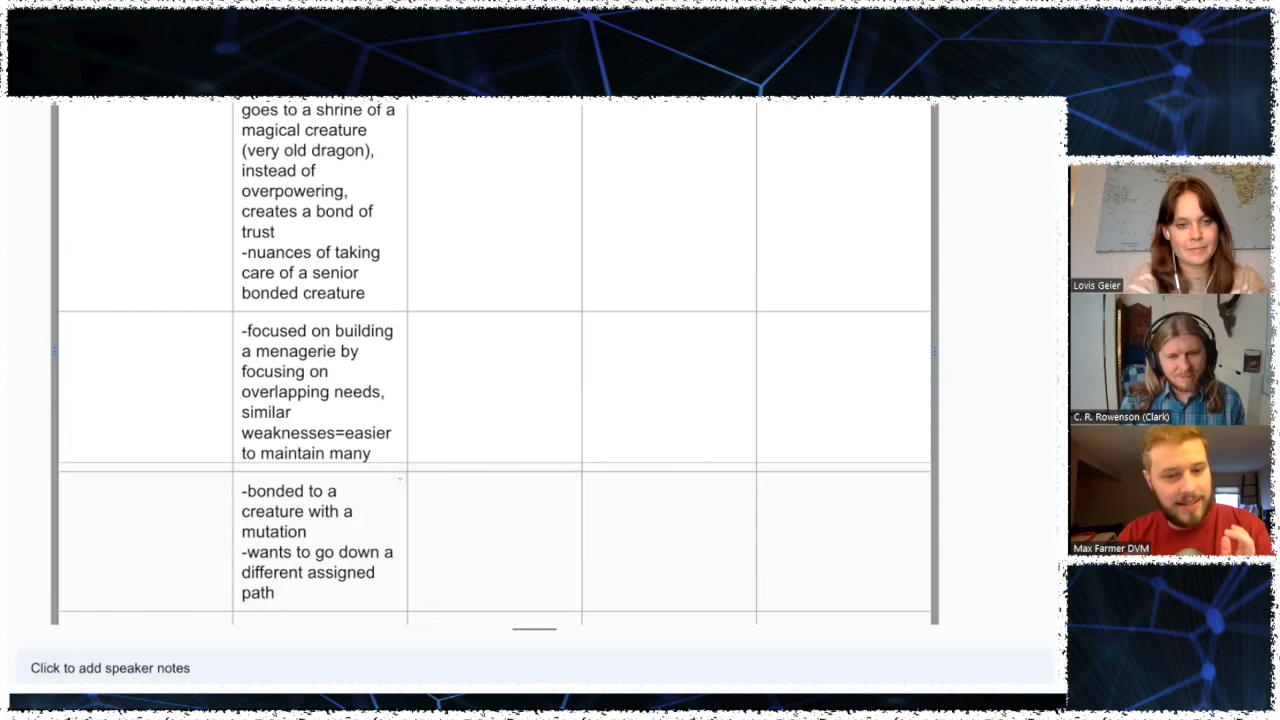 goes to a shrine of a
magical creature
(very old dragon),
instead of
overpowering,
creates a bond of
trust
-nuances of taking
care of a senior
bonded creature
-focused on building
a menagerie by
focusing on
overlapping needs,
similar
weaknesses=easier
to maintain many
-bonded to a
creature with a
mutation
-wants to go down a
different assigned
path
Click to add speaker notes
Lovis Geier
C. R. Rowenson (Clark)
Max Farmer DVM